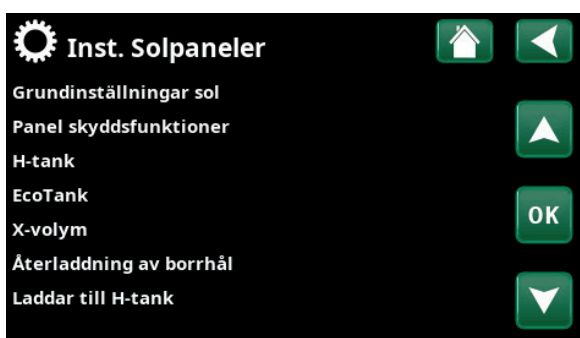 Inst. Solpaneler
Grundinställningar sol
Panel skyddsfunktioner
H-tank
EcoTank
X-volym
Återladdning av borrhål
Laddar till H-tank
OK